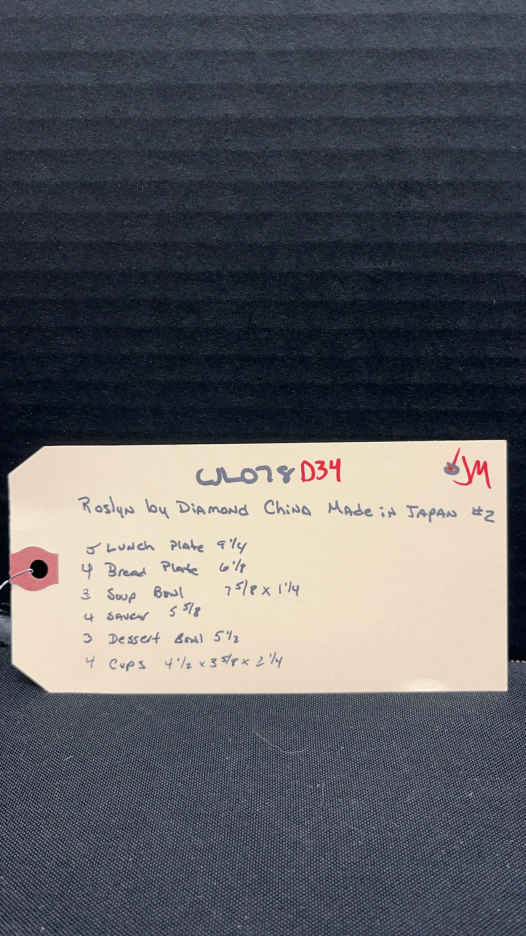 WL078 D34 JM
Roslyn by Diamond China Made in JAPAN #2
5 Lunch Plate 9 1/4
4 Bread Plate 6 1/8
3 Soup Bowl 7 5/8 x 1 1/4
4 Saucer 5 5/8
3 Dessert Bowl 5 1/2
4 Cups 4 1/2 x 3 5/8 x 2 1/4